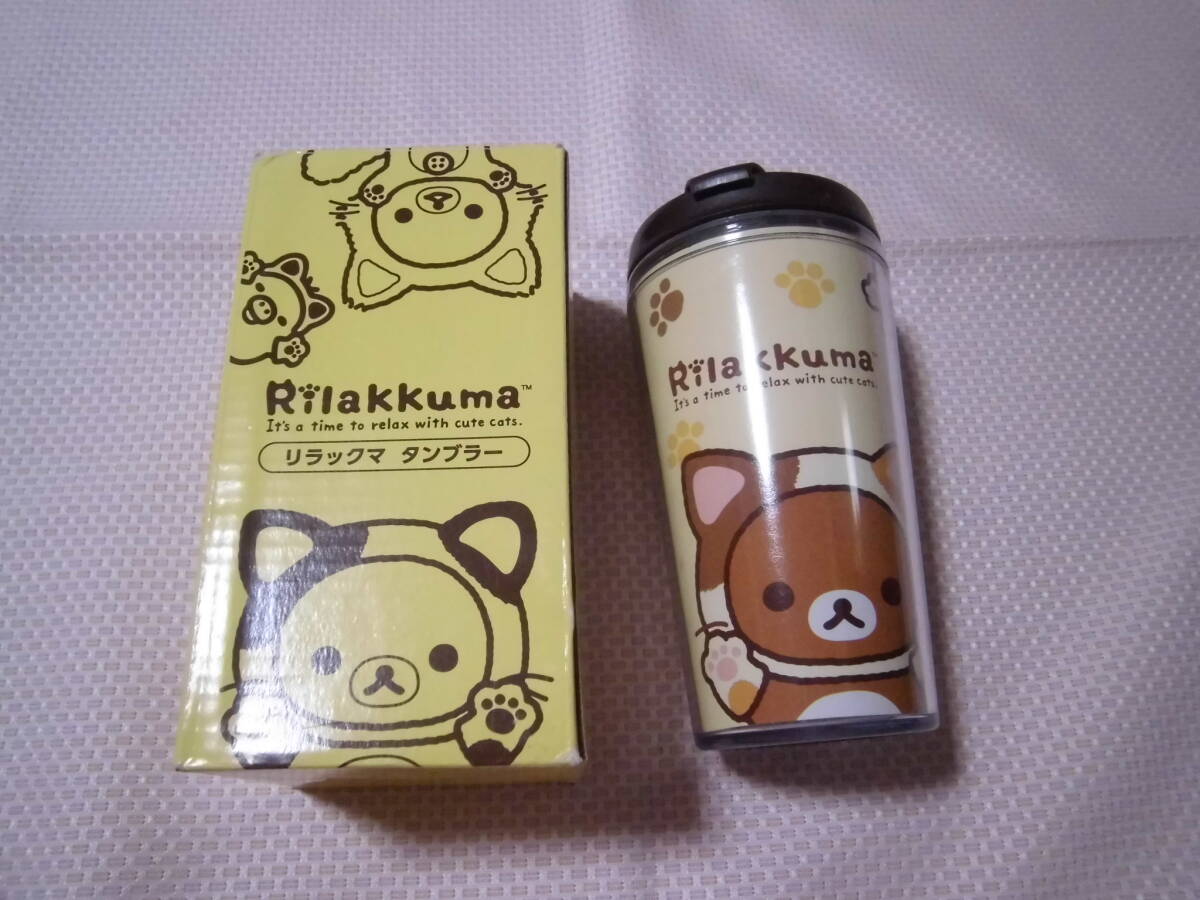 Rilakkuma™
It's a time to relax with cute cats.
リラックマ タンブラー
Rilakkuma™
It's a time to relax with cute cats.